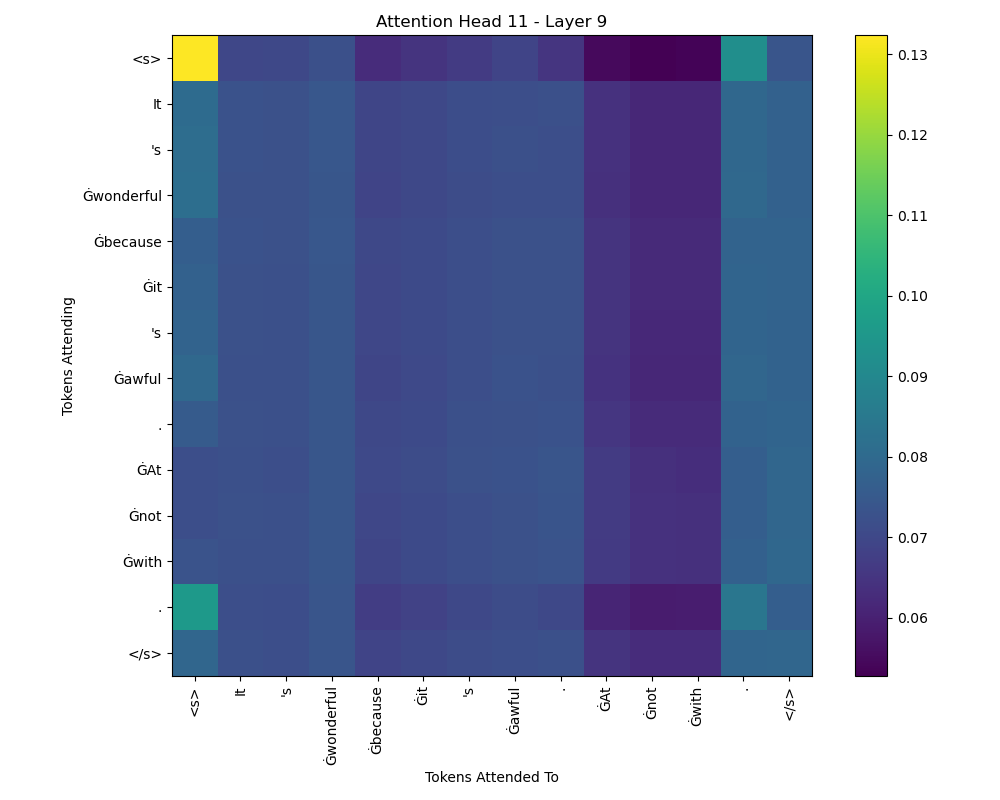 Attention Head 11 - Layer 9
Tokens Attending
<s>
It
's
Ġwonderful
Ġbecause
Ġit
's
Ġawful
.
ĠAt
Ġnot
Ġwith
.
</s>
<s>
It
's
Ġwonderful
Ġbecause
Ġit
's
Ġawful
.
ĠAt
Ġnot
Ġwith
.
</s>
Tokens Attended To
0.13
0.12
0.11
0.10
0.09
0.08
0.07
0.06